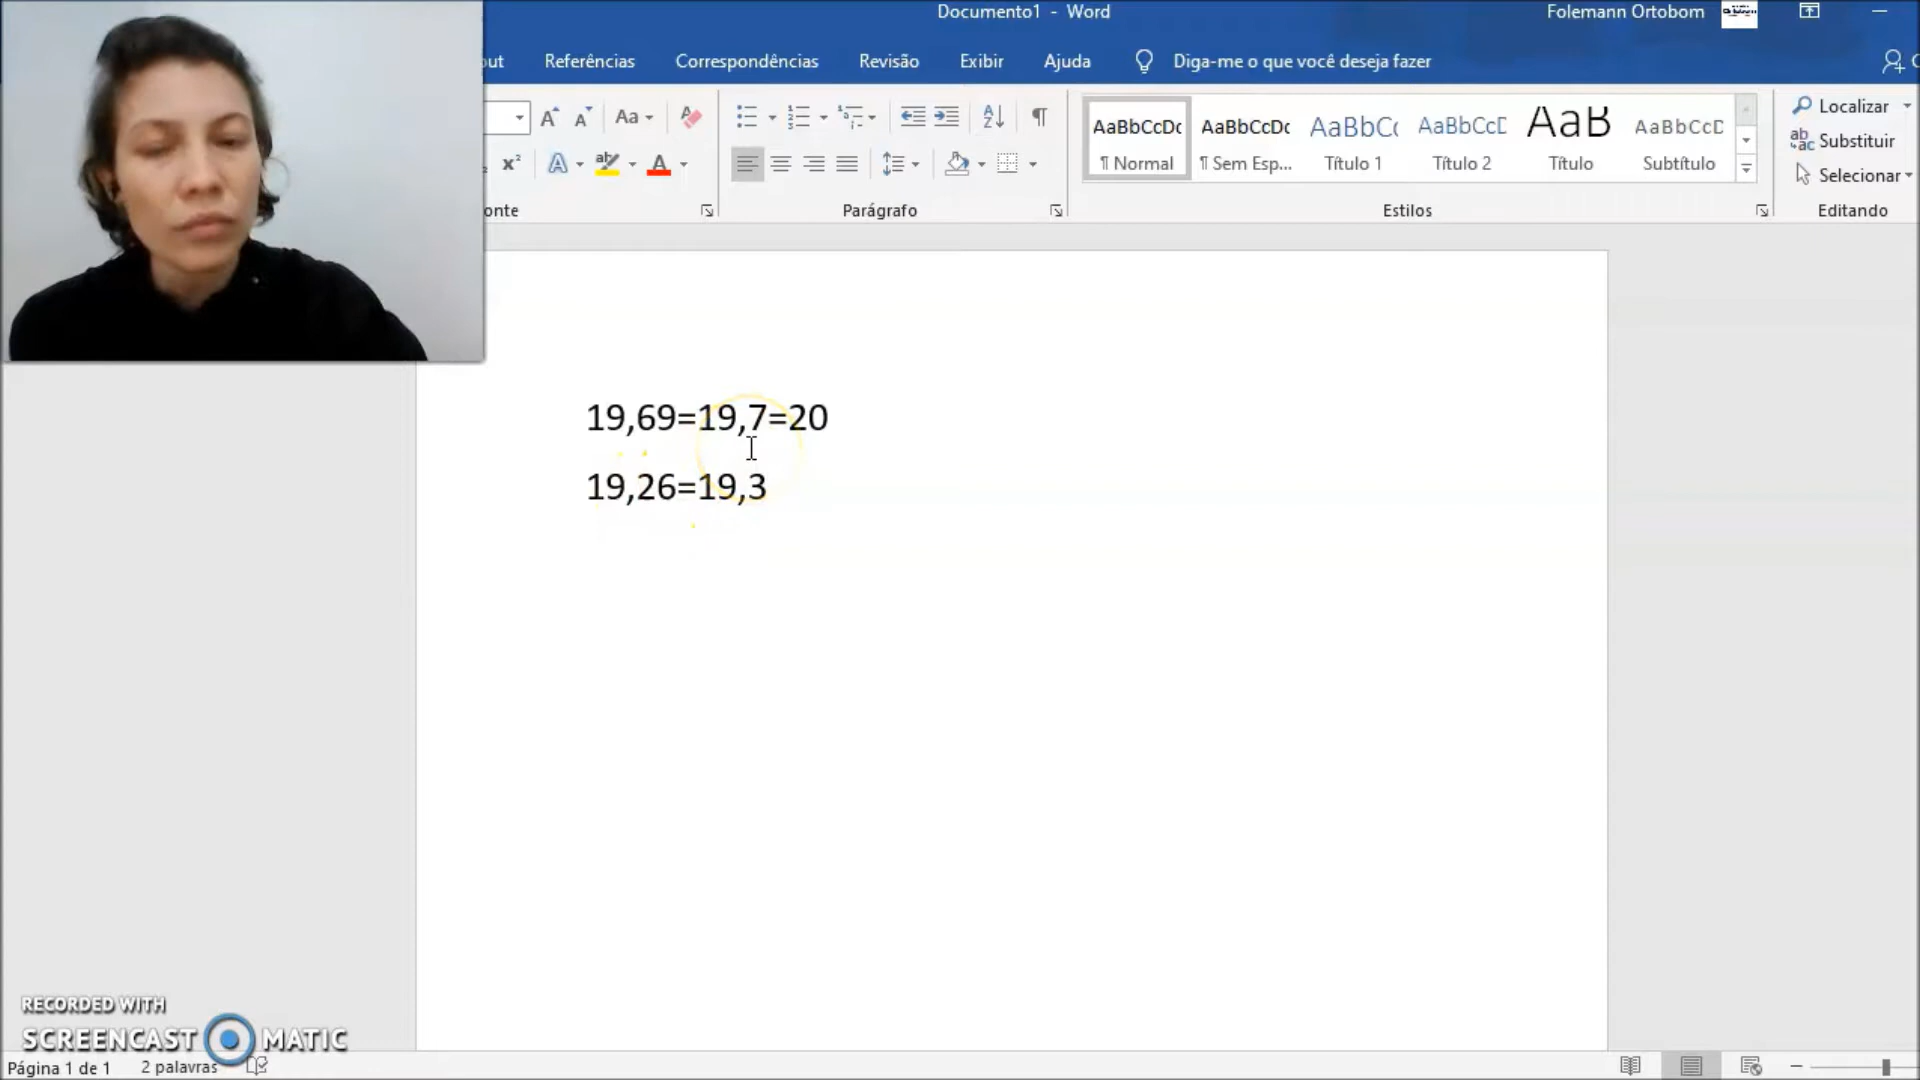 Documento1 - Word
Folemann Ortobom
out Referências Correspondências Revisão Exibir Ajuda Diga-me o que você deseja fazer
Aa
AaBbCcDc AaBbCcDc AaBbCc AaBbCcD AaB AaBbCcD
¶ Normal ¶ Sem Esp... Título 1 Título 2 Título Subtítulo
Localizar
Substituir
Selecionar
onte Parágrafo Estilos Editando
19,69=19,7=20
19,26=19,3
RECORDED WITH
SCREENCAST MATIC
Página 1 de 1 2 palavras